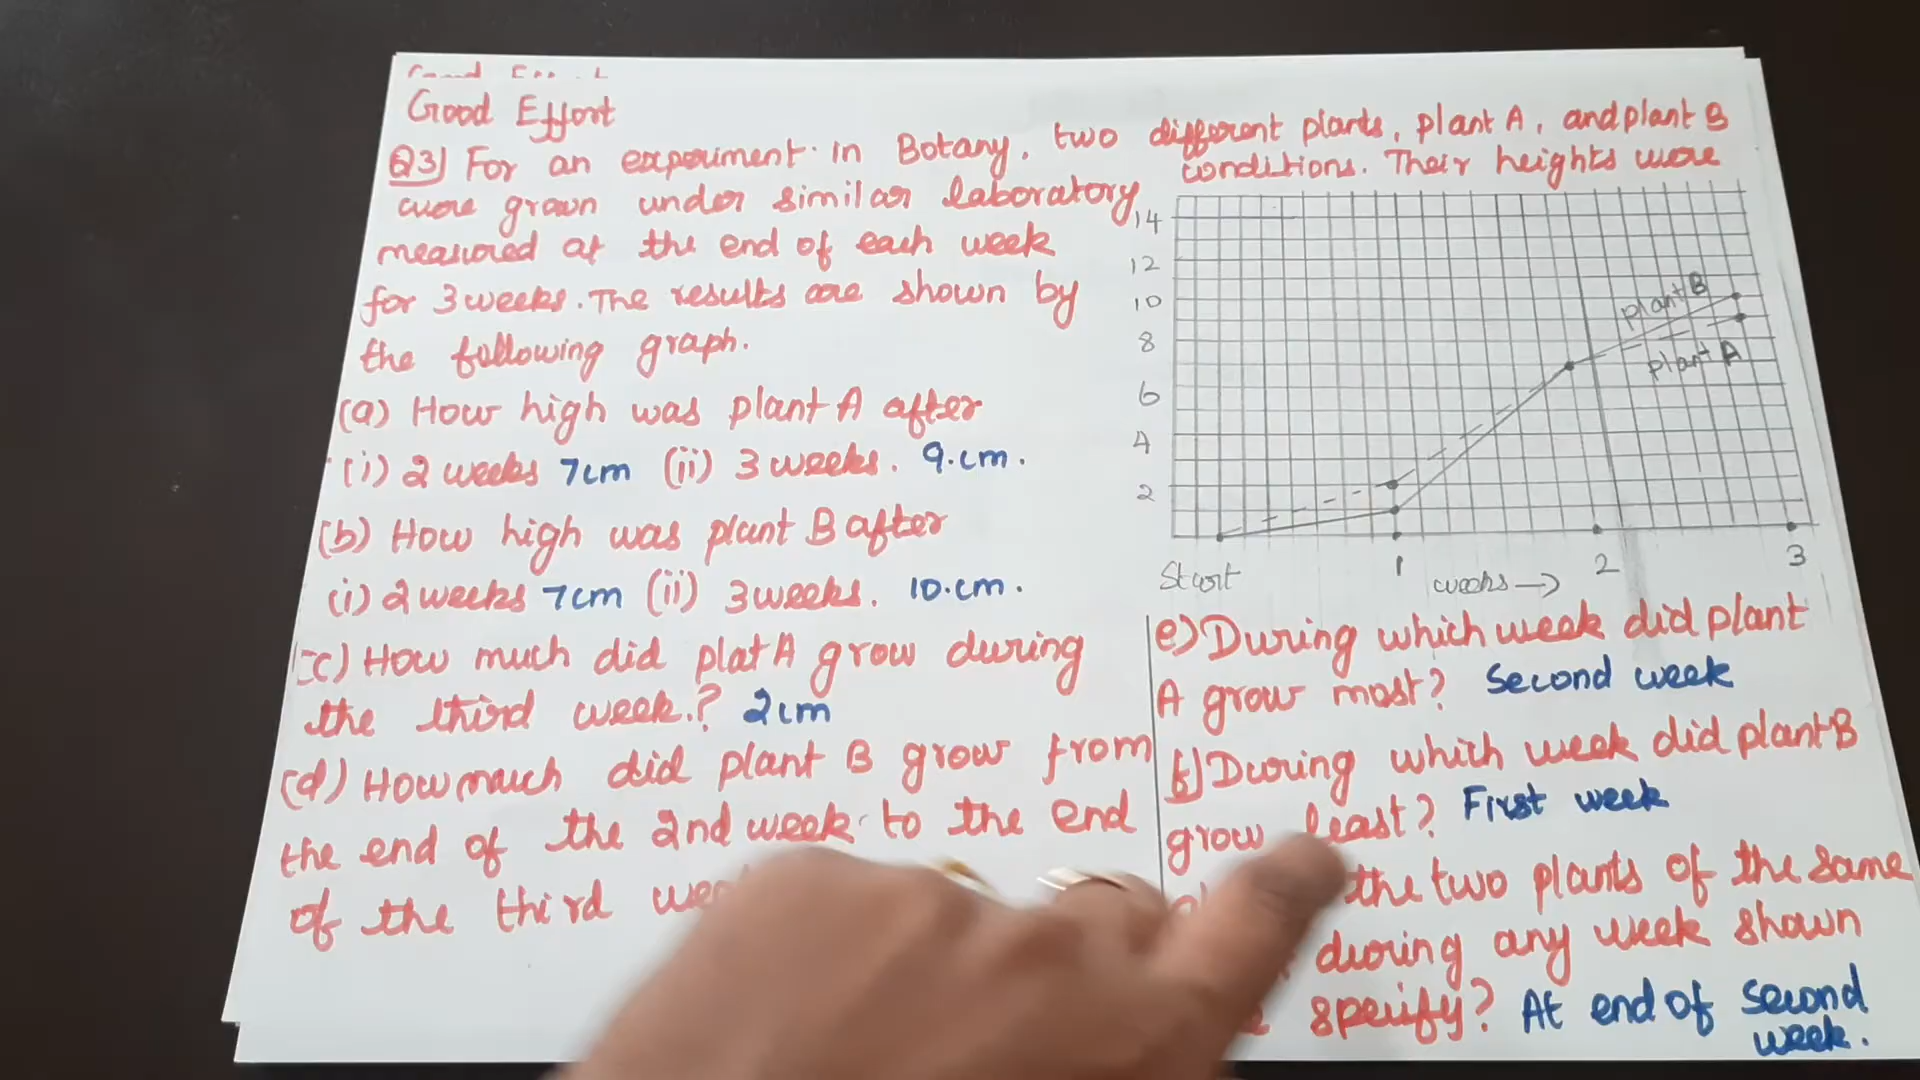 Good Effort
Q3) For an experiment in Botany, two different plants, plant A, and plant B
were grown under similar laboratory conditions. Their heights were
measured at the end of each week
for 3 weeks. The results are shown by
the following graph.
(a) How high was plant A after
(i) 2 weeks 7cm (ii) 3 weeks. 9.cm.
(b) How high was plant B after
(i) 2 weeks 7cm (ii) 3 weeks. 10.cm.
(c) How much did plat A grow during
the third week.? 2cm
(d) How much did plant B grow from
the end of the 2nd week to the end
of the third
14
12
10
8
6
4
2
plant B
plant A
Start 1 weeks → 2 3
e) During which week did plant
A grow most? Second week
f) During which week did plant B
grow least? First week
the two plants of the same
during any week shown
specify? At end of second
week.